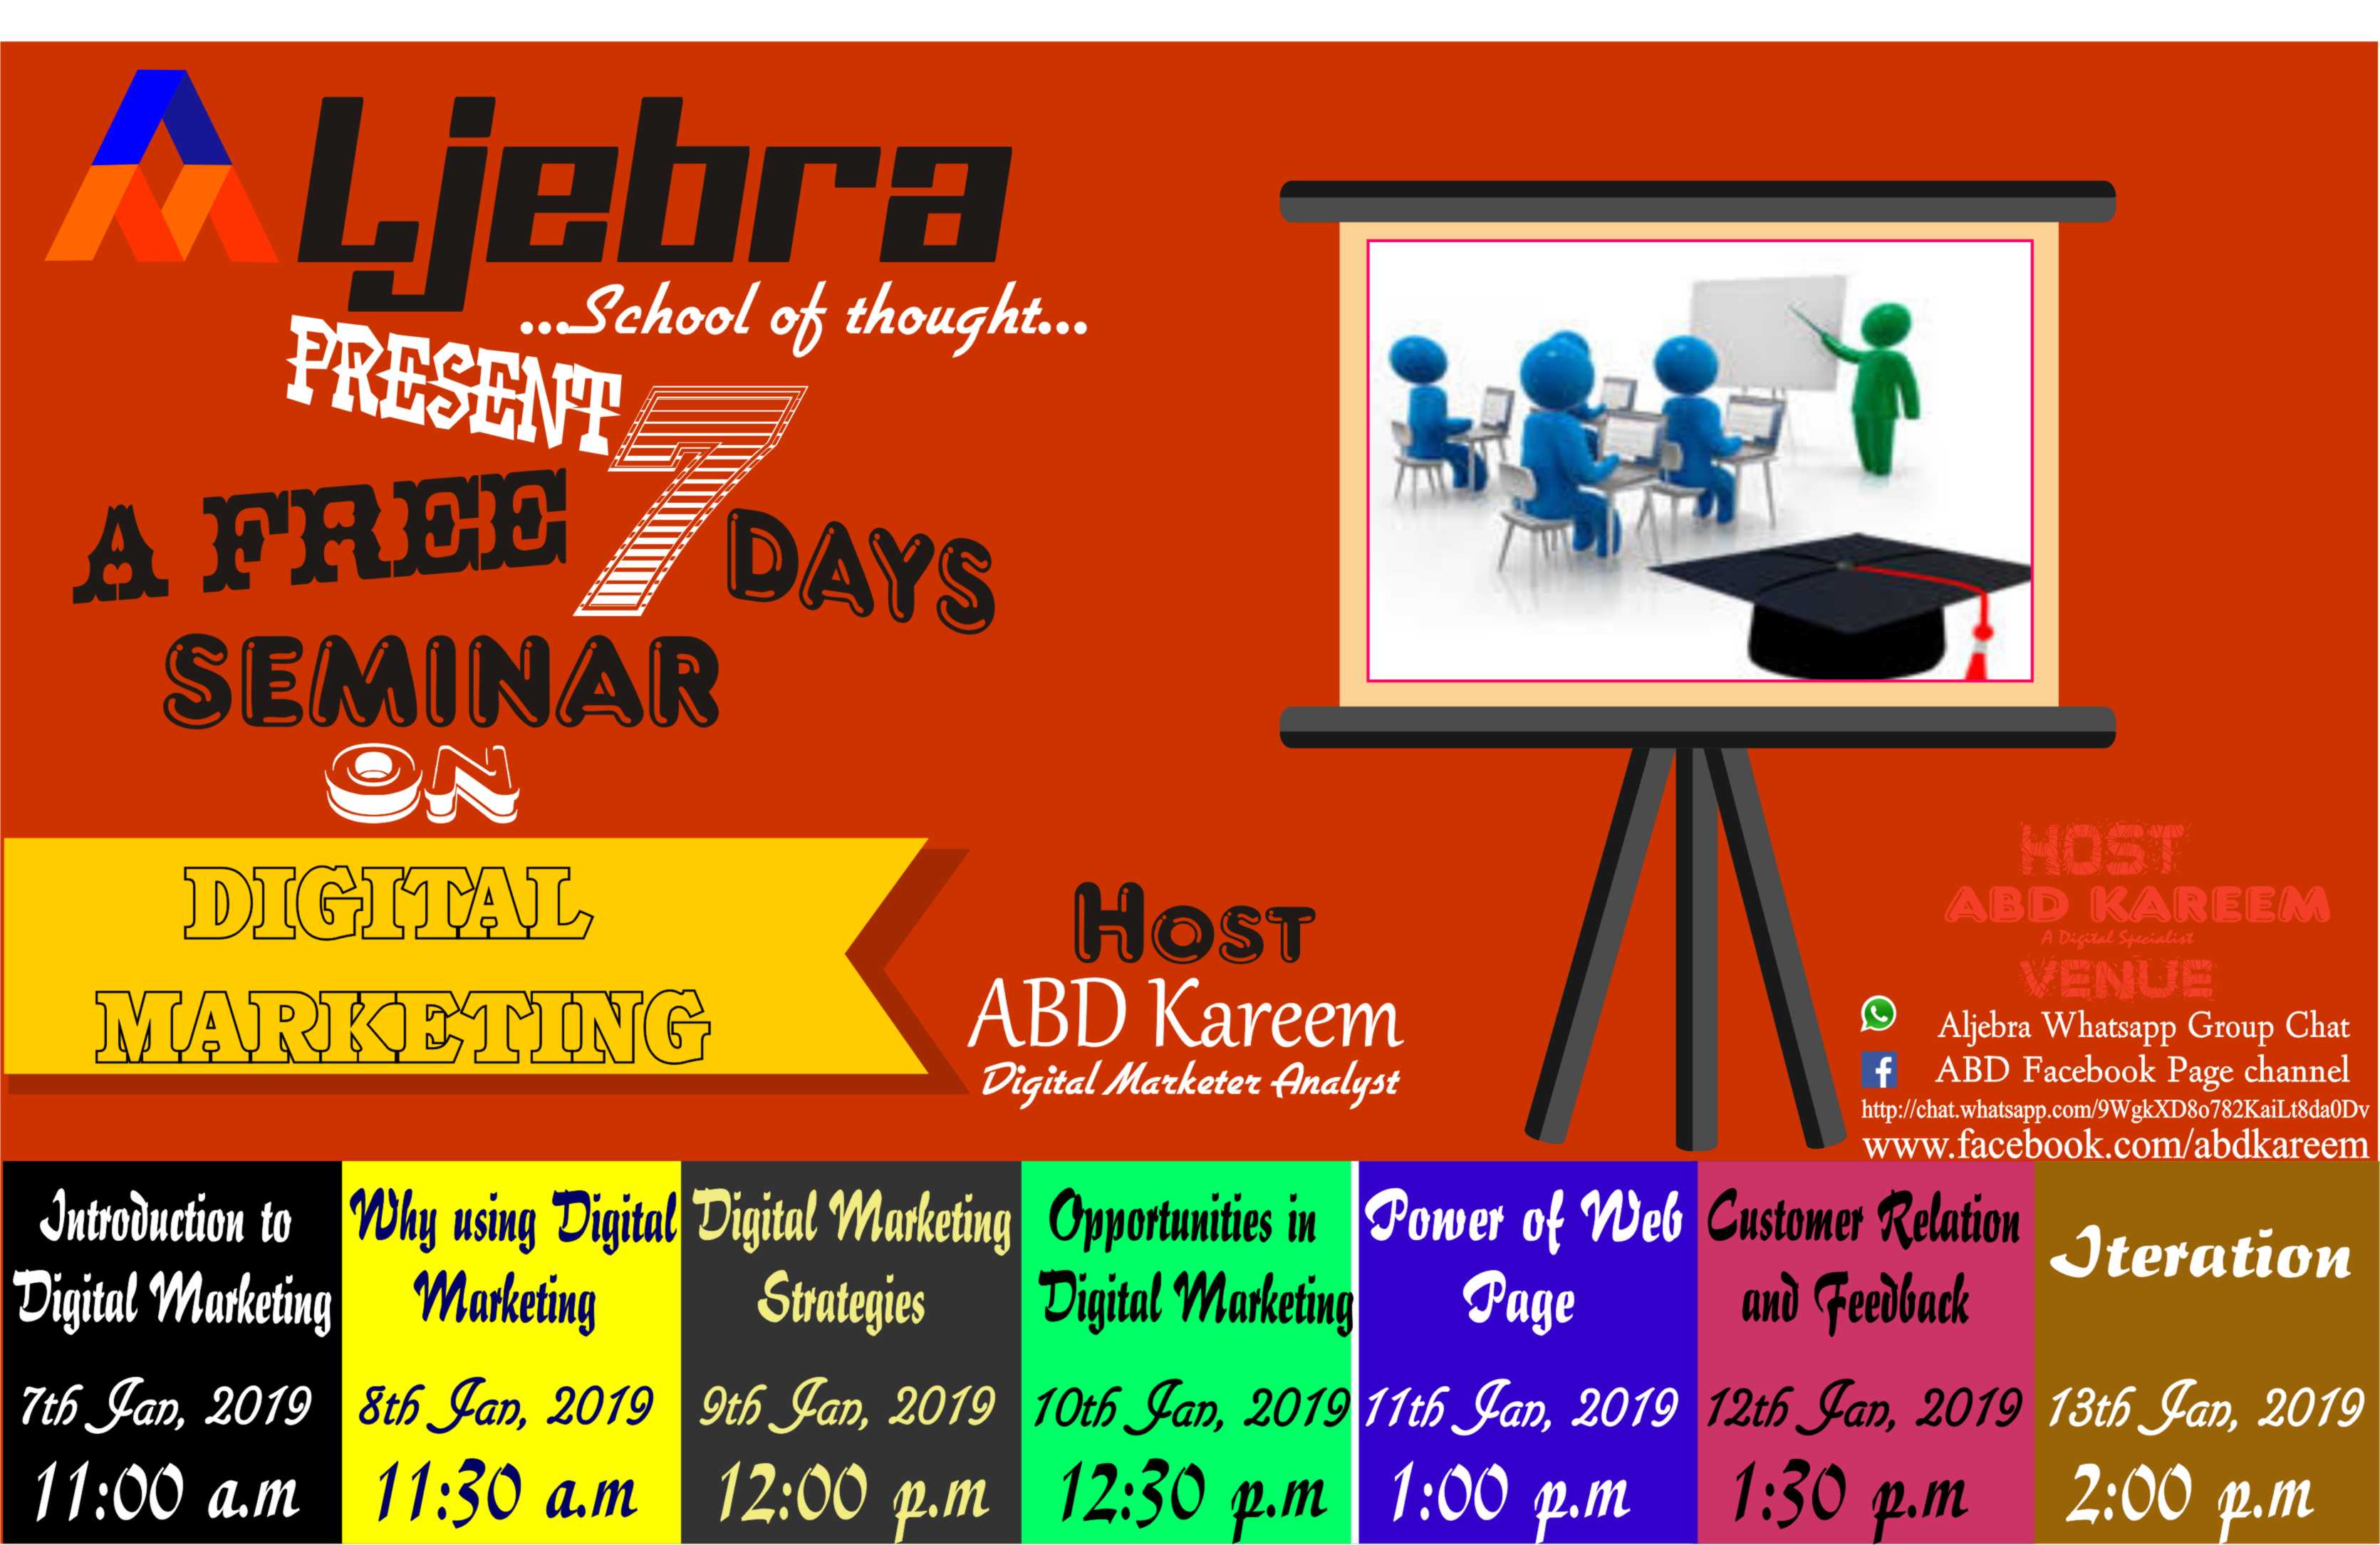 ALjebra
...School of thought...
PRESENT
A FREE 7 DAYS
SEMINAR
ON
DIGITAL
MARKETING
HOST
ABD Kareem
Digital Marketer Analyst
HOST
ABD KAREEM
A Digital Specialist
VENUE
Aljebra Whatsapp Group Chat
ABD Facebook Page channel
http://chat.whatsapp.com/9WgkXD8o782KaiLt8da0Dv
www.facebook.com/abdkareem
Introduction to
Digital Marketing
7th Jan, 2019
11:00 a.m
Why using Digital
Marketing
8th Jan, 2019
11:30 a.m
Digital Marketing
Strategies
9th Jan, 2019
12:00 p.m
Opportunities in
Digital Marketing
10th Jan, 2019
12:30 p.m
Power of Web
Page
11th Jan, 2019
1:00 p.m
Customer Relation
and Feedback
12th Jan, 2019
1:30 p.m
Iteration
13th Jan, 2019
2:00 p.m